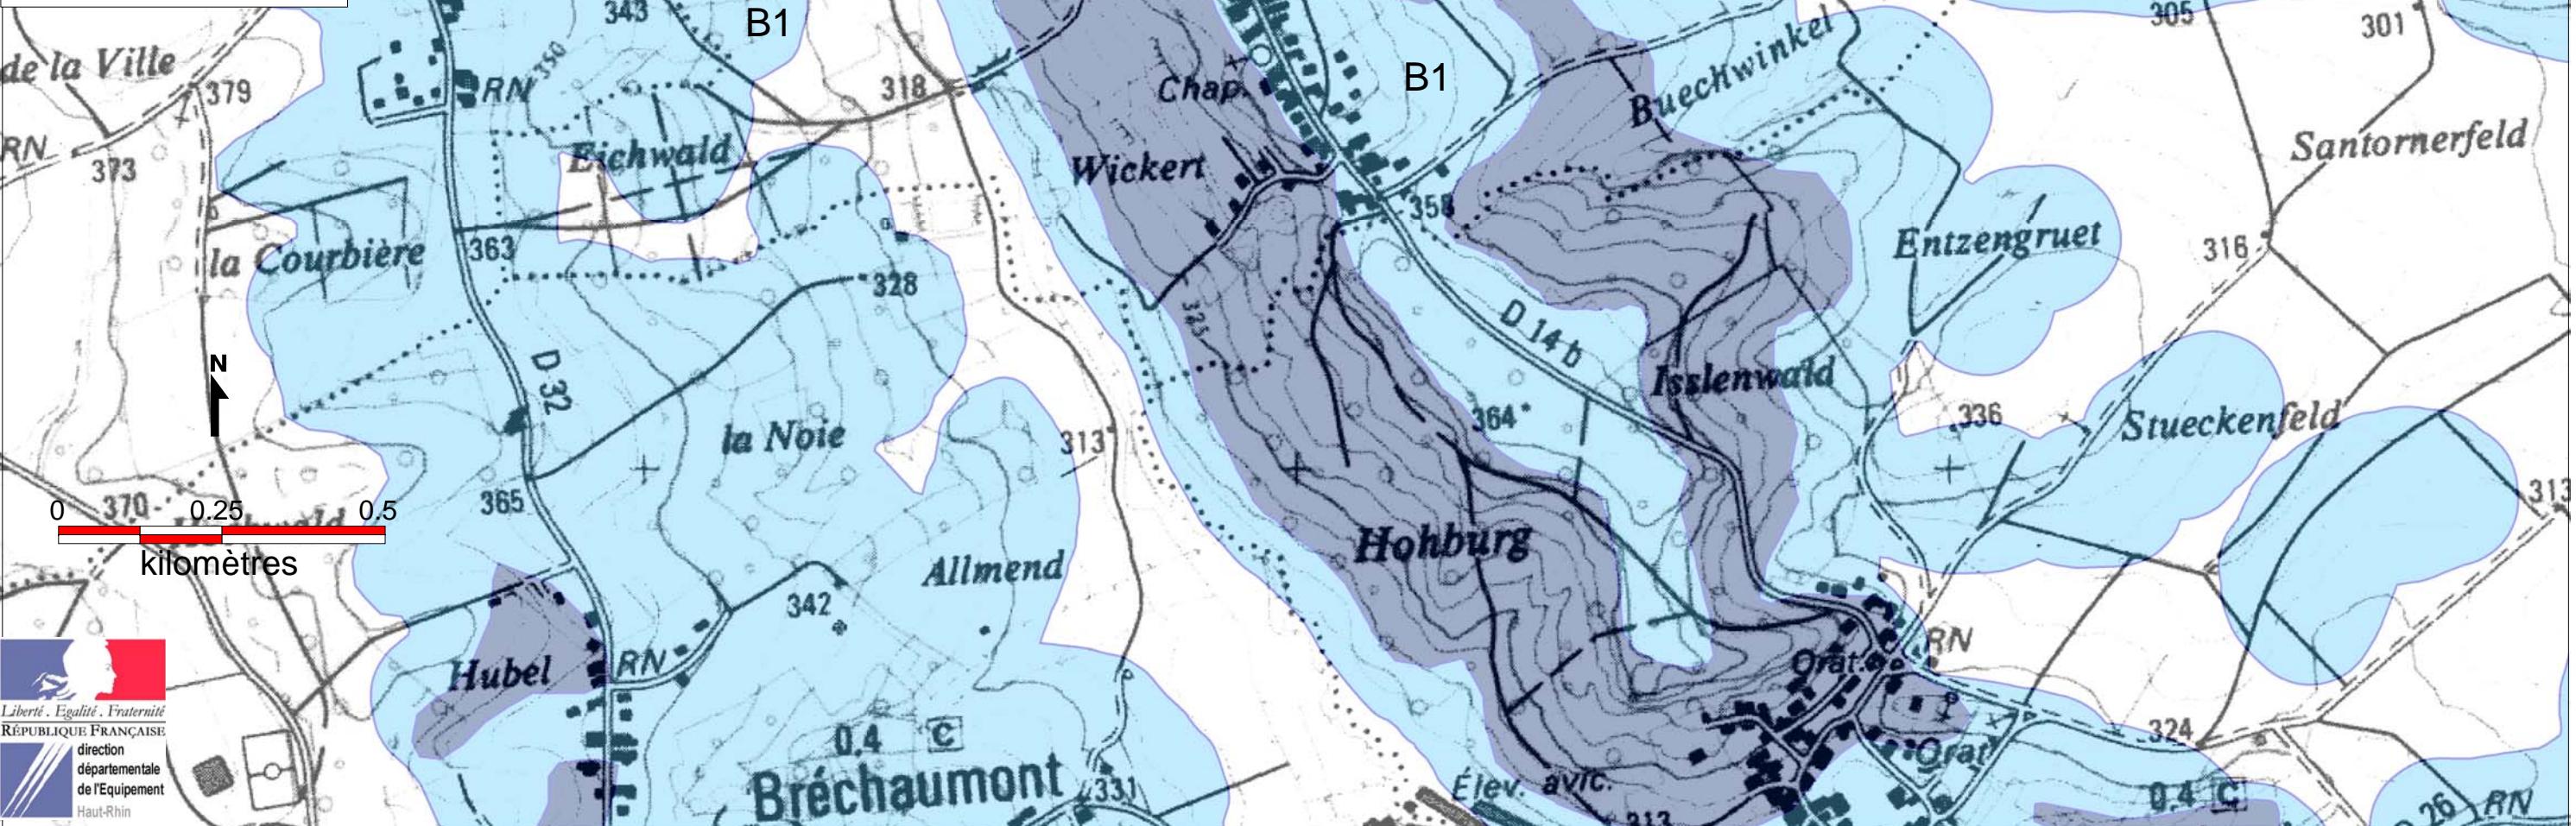 343
B1
305
301
de la Ville
379
RN
350
318
Chap.
B1
Buechwinkel
RN
373
Eichwald
Wickert
Santornerfeld
358
la Courbière
363
328
Entzengruet
316
325
D 14 b
N
D 32
Isslenwald
364
336
Stueckenfeld
la Noie
313
370
0 0.25 0.5
kilomètres
365
313
Hohburg
Allmend
342
Hubel
RN
Orat.
RN
Liberté . Egalité . Fraternité
RÉPUBLIQUE FRANÇAISE
direction
départementale
de l'Equipement
Haut-Rhin
0.4 C
Bréchaumont
331
Élev. avic.
313
Orat
324
0.4 C
26
RN